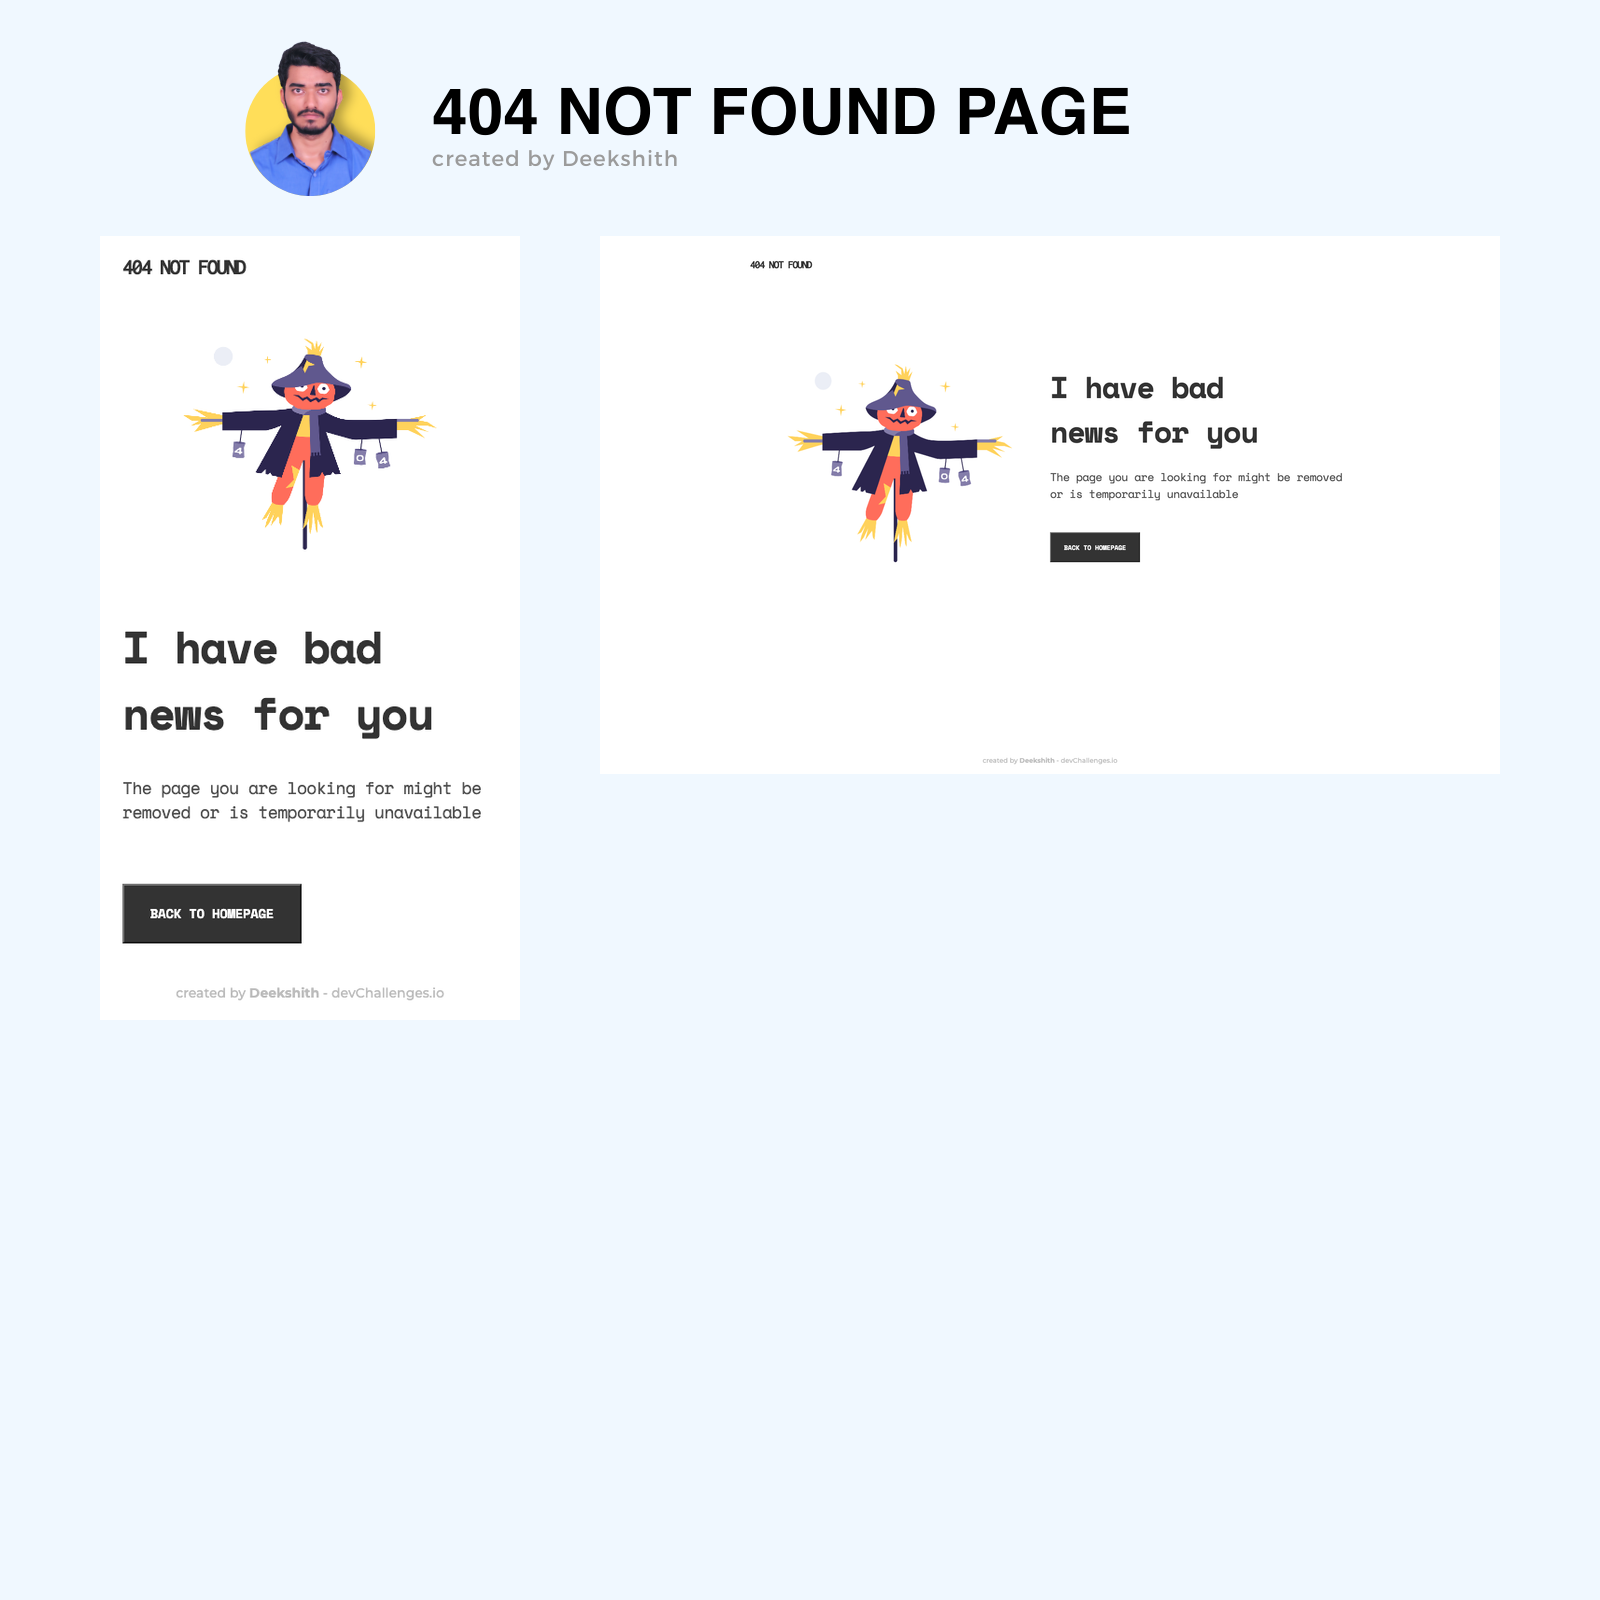 404 NOT FOUND PAGE
created by Deekshith
404 NOT FOUND
4
0
4
I have bad
news for you
The page you are looking for might be
removed or is temporarily unavailable
BACK TO HOMEPAGE
created by Deekshith - devChallenges.io
404 NOT FOUND
4
0
4
I have bad
news for you
The page you are looking for might be removed
or is temporarily unavailable
BACK TO HOMEPAGE
created by Deekshith - devChallenges.io